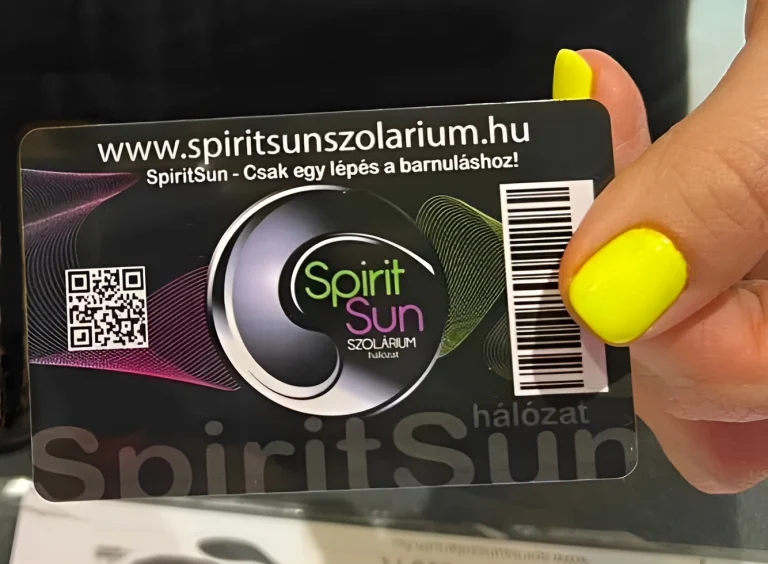 www.spiritsunszolarium.hu
SpiritSun - Csak egy lépés a barnuláshoz!
Spirit
Sun
SZOLÁRIUM
hálózat
hálózat
SpiritSun